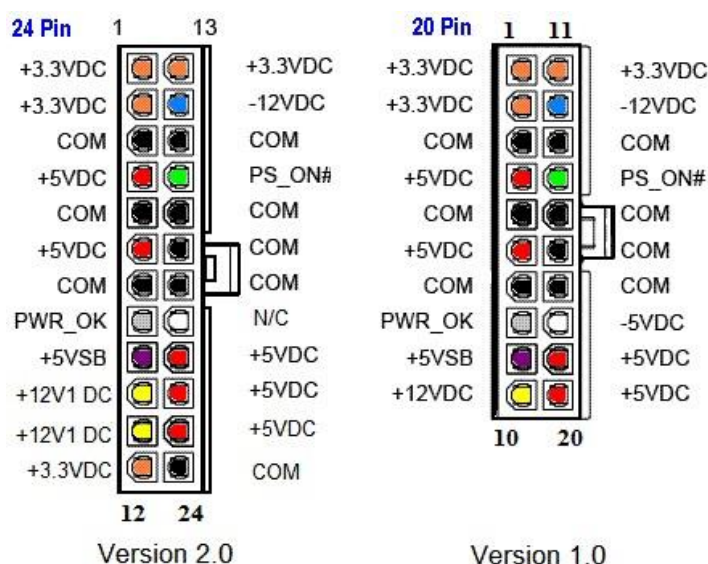 24 Pin
1 13
+3.3VDC +3.3VDC
+3.3VDC -12VDC
COM COM
+5VDC PS_ON#
COM COM
+5VDC COM
COM COM
PWR_OK N/C
+5VSB +5VDC
+12V1 DC +5VDC
+12V1 DC +5VDC
+3.3VDC COM
12 24
Version 2.0
20 Pin
1 11
+3.3VDC +3.3VDC
+3.3VDC -12VDC
COM COM
+5VDC PS_ON#
COM COM
+5VDC COM
COM COM
PWR_OK -5VDC
+5VSB +5VDC
+12VDC +5VDC
10 20
Version 1.0